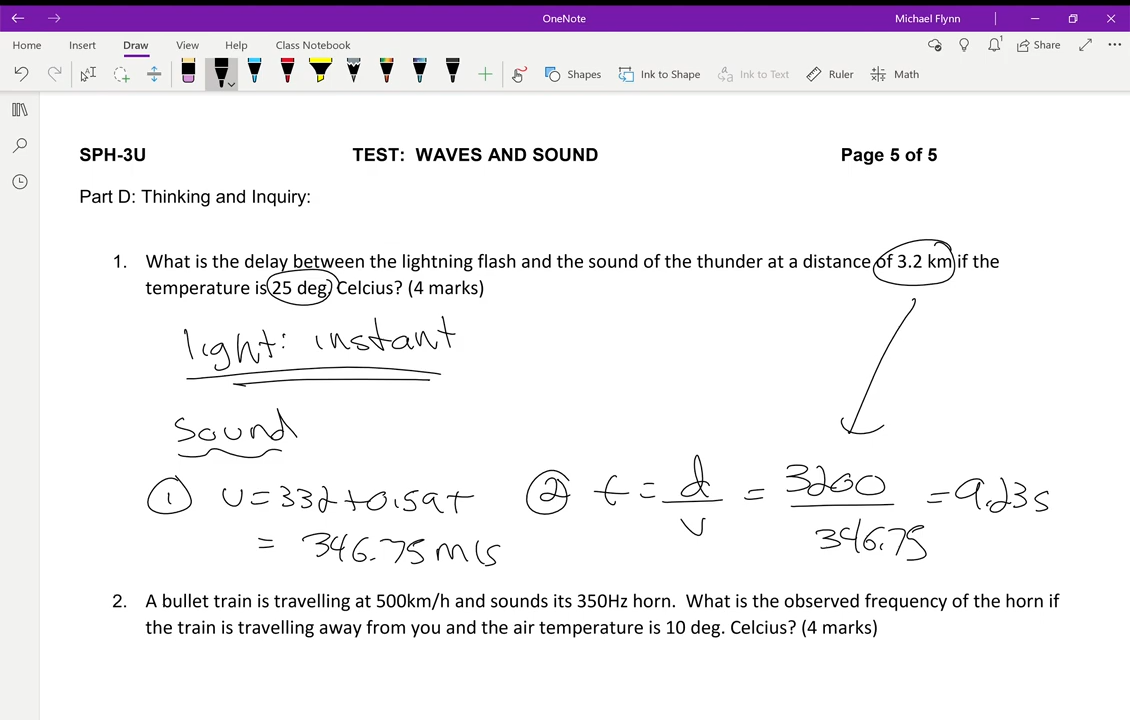 OneNote
Michael Flynn
Home Insert Draw View Help Class Notebook
1 Share
Shapes Ink to Shape Ink to Text Ruler Math
SPH-3U TEST: WAVES AND SOUND Page 5 of 5
Part D: Thinking and Inquiry:
1. What is the delay between the lightning flash and the sound of the thunder at a distance of 3.2 km if the
temperature is 25 deg. Celcius? (4 marks)
light: instant
Sound
① v = 332 + 0.59t ② t = d/v = 3200/346.75 = 9.23s
= 346.75 m/s
2. A bullet train is travelling at 500km/h and sounds its 350Hz horn. What is the observed frequency of the horn if
the train is travelling away from you and the air temperature is 10 deg. Celcius? (4 marks)